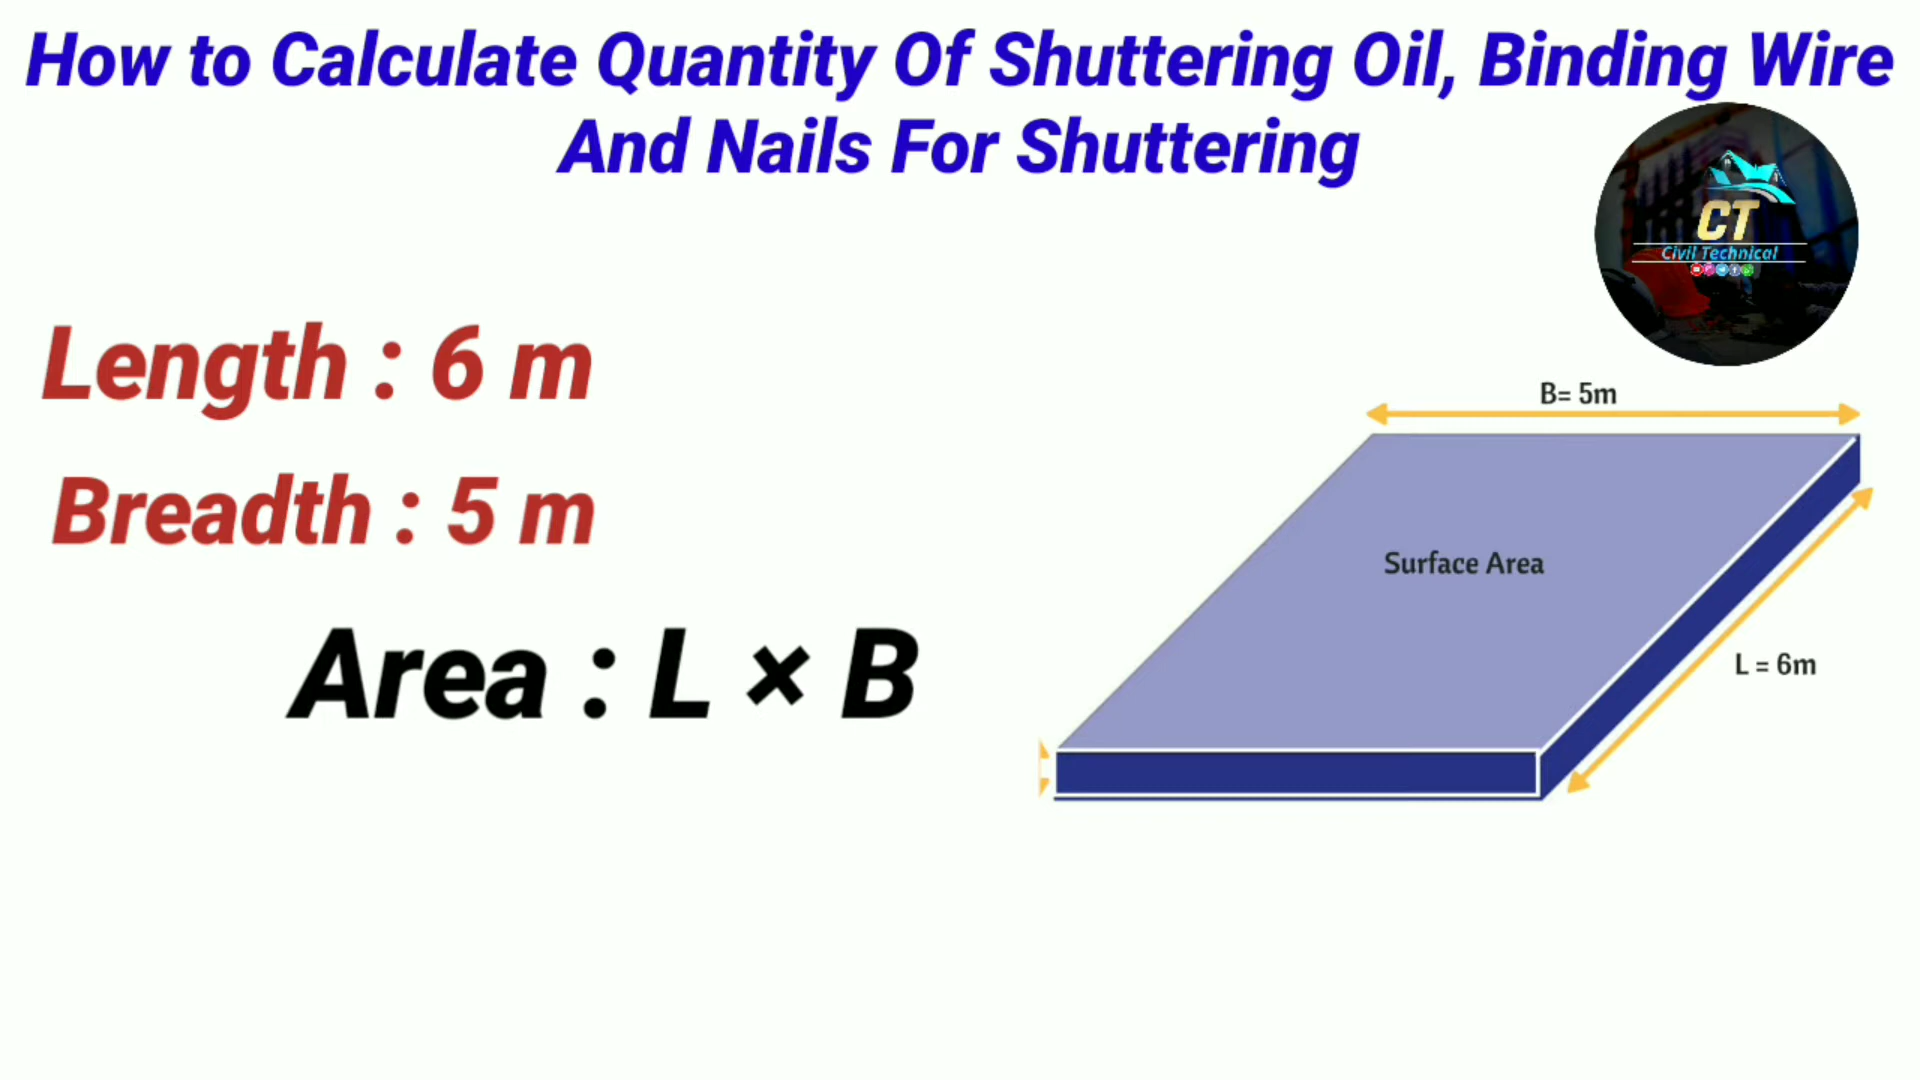 How to Calculate Quantity Of Shuttering Oil, Binding Wire
And Nails For Shuttering
CT
Civil Technical
Length : 6 m
B= 5m
Breadth : 5 m
Surface Area
Area : L × B
L = 6m